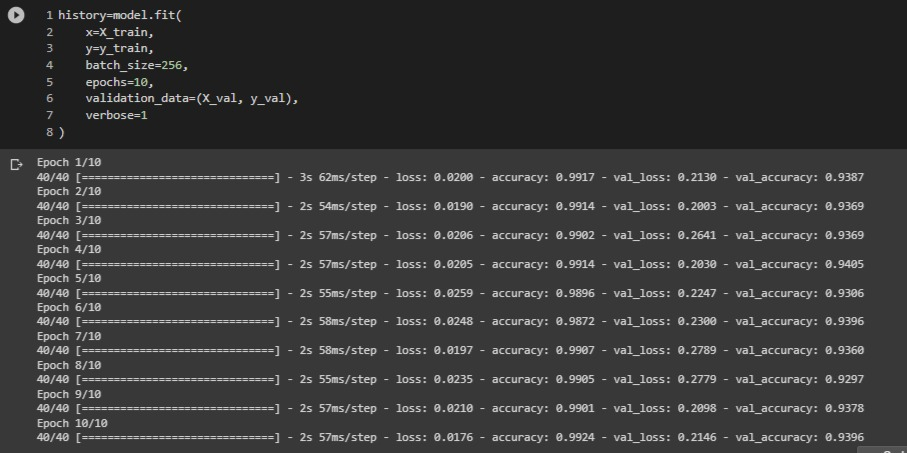 1 history=model.fit(
2     x=X_train,
3     y=y_train,
4     batch_size=256,
5     epochs=10,
6     validation_data=(X_val, y_val),
7     verbose=1
8 )
Epoch 1/10
40/40 [==============================] - 3s 62ms/step - loss: 0.0200 - accuracy: 0.9917 - val_loss: 0.2130 - val_accuracy: 0.9387
Epoch 2/10
40/40 [==============================] - 2s 54ms/step - loss: 0.0190 - accuracy: 0.9914 - val_loss: 0.2003 - val_accuracy: 0.9369
Epoch 3/10
40/40 [==============================] - 2s 57ms/step - loss: 0.0206 - accuracy: 0.9902 - val_loss: 0.2641 - val_accuracy: 0.9369
Epoch 4/10
40/40 [==============================] - 2s 57ms/step - loss: 0.0205 - accuracy: 0.9914 - val_loss: 0.2030 - val_accuracy: 0.9405
Epoch 5/10
40/40 [==============================] - 2s 55ms/step - loss: 0.0259 - accuracy: 0.9896 - val_loss: 0.2247 - val_accuracy: 0.9306
Epoch 6/10
40/40 [==============================] - 2s 58ms/step - loss: 0.0248 - accuracy: 0.9872 - val_loss: 0.2300 - val_accuracy: 0.9396
Epoch 7/10
40/40 [==============================] - 2s 58ms/step - loss: 0.0197 - accuracy: 0.9907 - val_loss: 0.2789 - val_accuracy: 0.9360
Epoch 8/10
40/40 [==============================] - 2s 55ms/step - loss: 0.0235 - accuracy: 0.9905 - val_loss: 0.2779 - val_accuracy: 0.9297
Epoch 9/10
40/40 [==============================] - 2s 57ms/step - loss: 0.0210 - accuracy: 0.9901 - val_loss: 0.2098 - val_accuracy: 0.9378
Epoch 10/10
40/40 [==============================] - 2s 57ms/step - loss: 0.0176 - accuracy: 0.9924 - val_loss: 0.2146 - val_accuracy: 0.9396